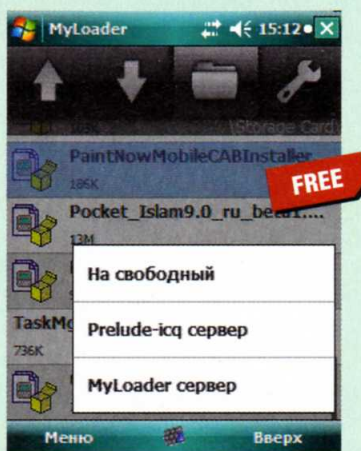 MyLoader
15:12
\Storage Card
PaintNowMobileCABInstaller...
186K
FREE
Pocket_Islam9.0_ru_beta1....
13M
На свободный
TaskM
Prelude-icq сервер
736K
MyLoader сервер
Меню
Вверх